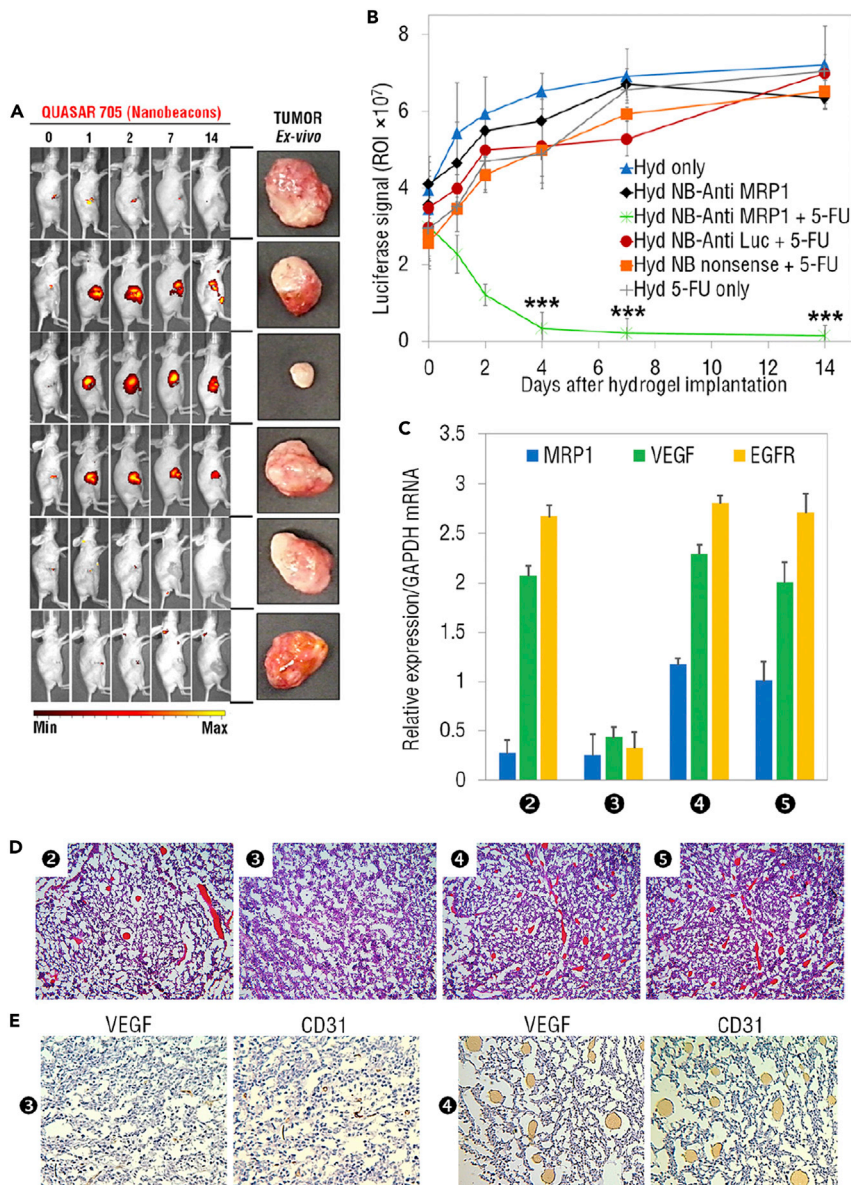 A
QUASAR 705 (Nanobeacons)
0 1 2 7 14
TUMOR
Ex-vivo
Min Max
B
Luciferase signal (ROI ×10⁷)
8
6
4
2
0
Hyd only
Hyd NB-Anti MRP1
Hyd NB-Anti MRP1 + 5-FU
Hyd NB-Anti Luc + 5-FU
Hyd NB nonsense + 5-FU
Hyd 5-FU only
*** *** ***
0 2 4 6 8 10 12 14
Days after hydrogel implantation
C
Relative expression/GAPDH mRNA
3.5
3
2.5
2
1.5
1
0.5
0
MRP1 VEGF EGFR
❷ ❸ ❹ ❺
D
❷ ❸ ❹ ❺
E
VEGF CD31 VEGF CD31
❸ ❹